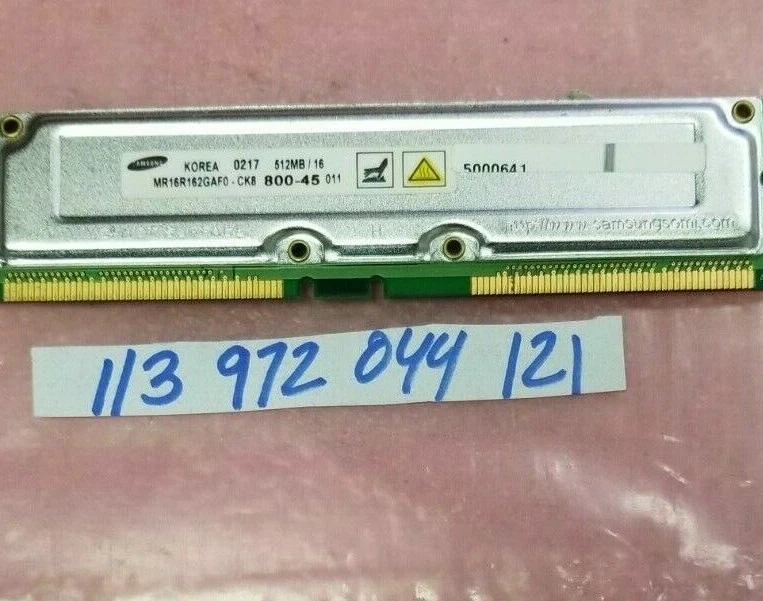 SAMSUNG KOREA 0217 512MB/16
MR16R162GAF0-CK8 800-45 011
5000641
http://www.samsungsemi.com
113 972 044 121